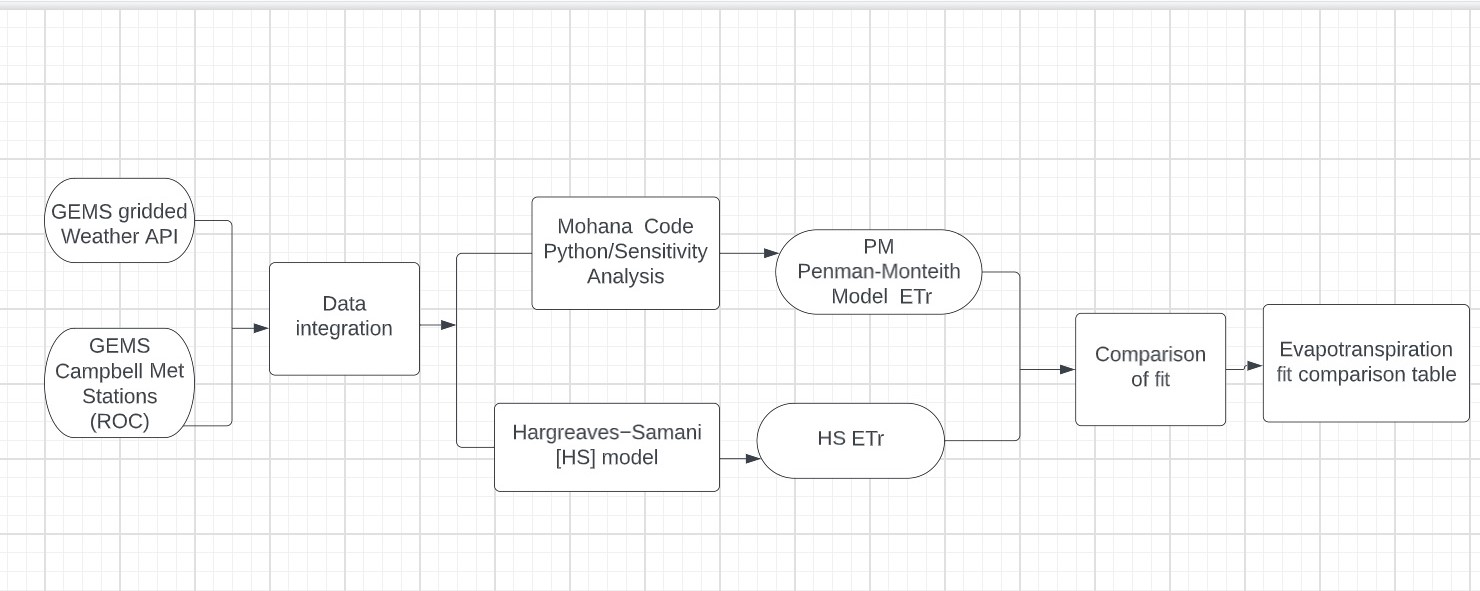 GEMS gridded
Weather API
GEMS
Campbell Met
Stations
(ROC)
Data
integration
Mohana  Code
Python/Sensitivity
Analysis
PM
Penman-Monteith
Model  ETr
Hargreaves−Samani
[HS] model
HS ETr
Comparison
of fit
Evapotranspiration
fit comparison table